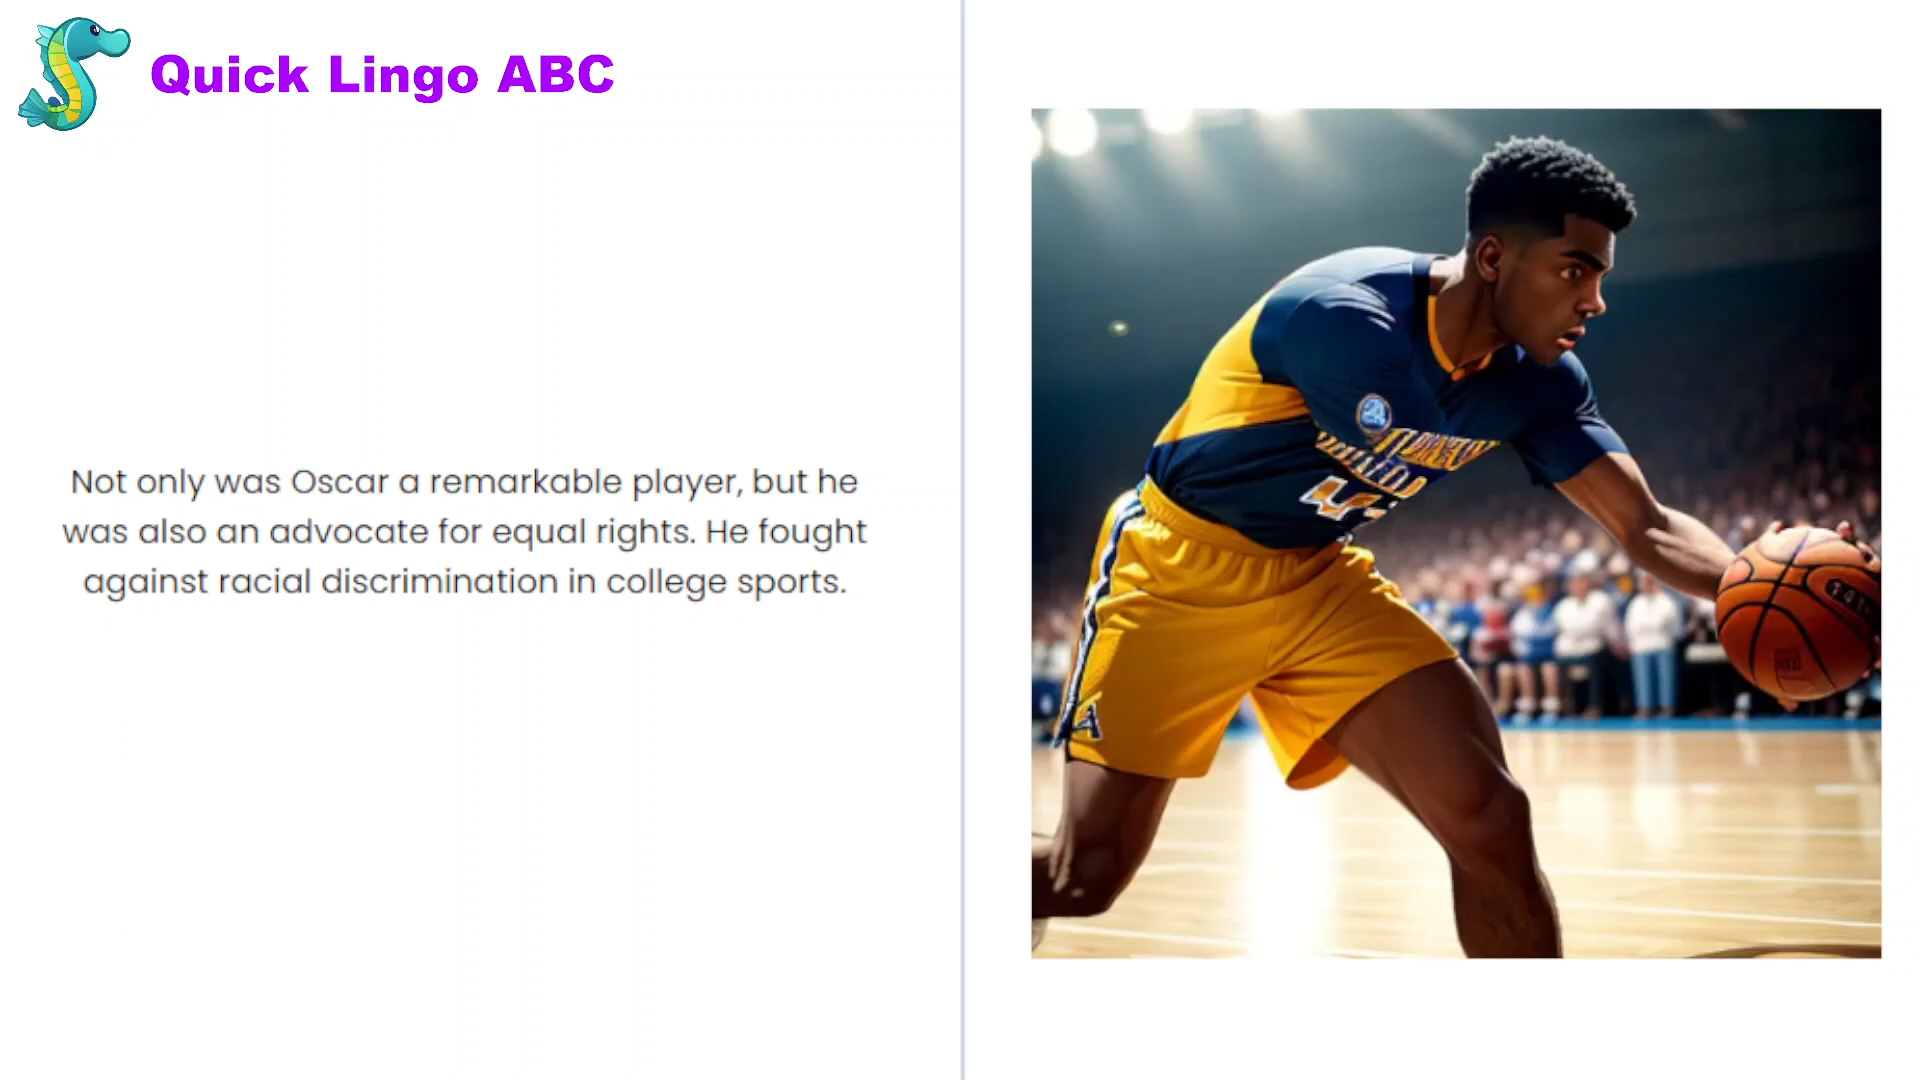 Quick Lingo ABC
Not only was Oscar a remarkable player, but he
was also an advocate for equal rights. He fought
against racial discrimination in college sports.
A